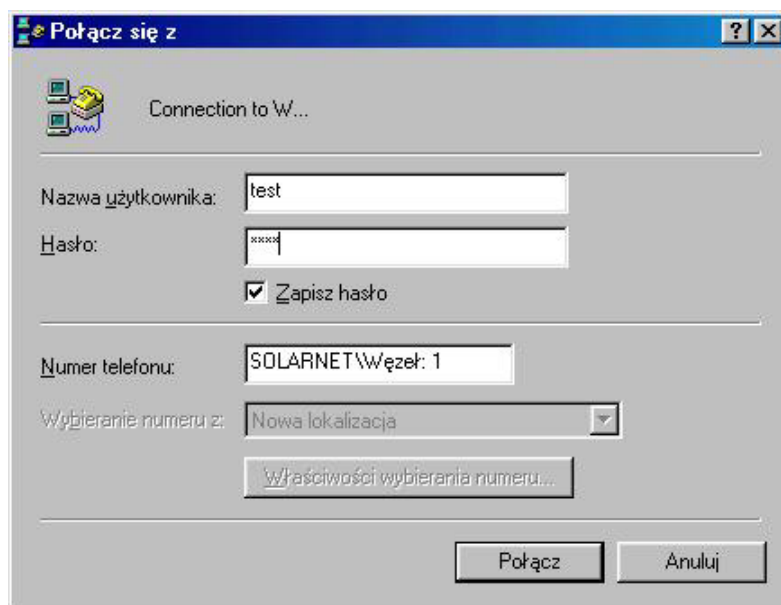 Połącz się z
Connection to W...
Nazwa użytkownika: test
Hasło: ****
Zapisz hasło
Numer telefonu: SOLARNET\Węzeł: 1
Wybieranie numeru z: Nowa lokalizacja
Właściwości wybierania numeru...
Połącz Anuluj